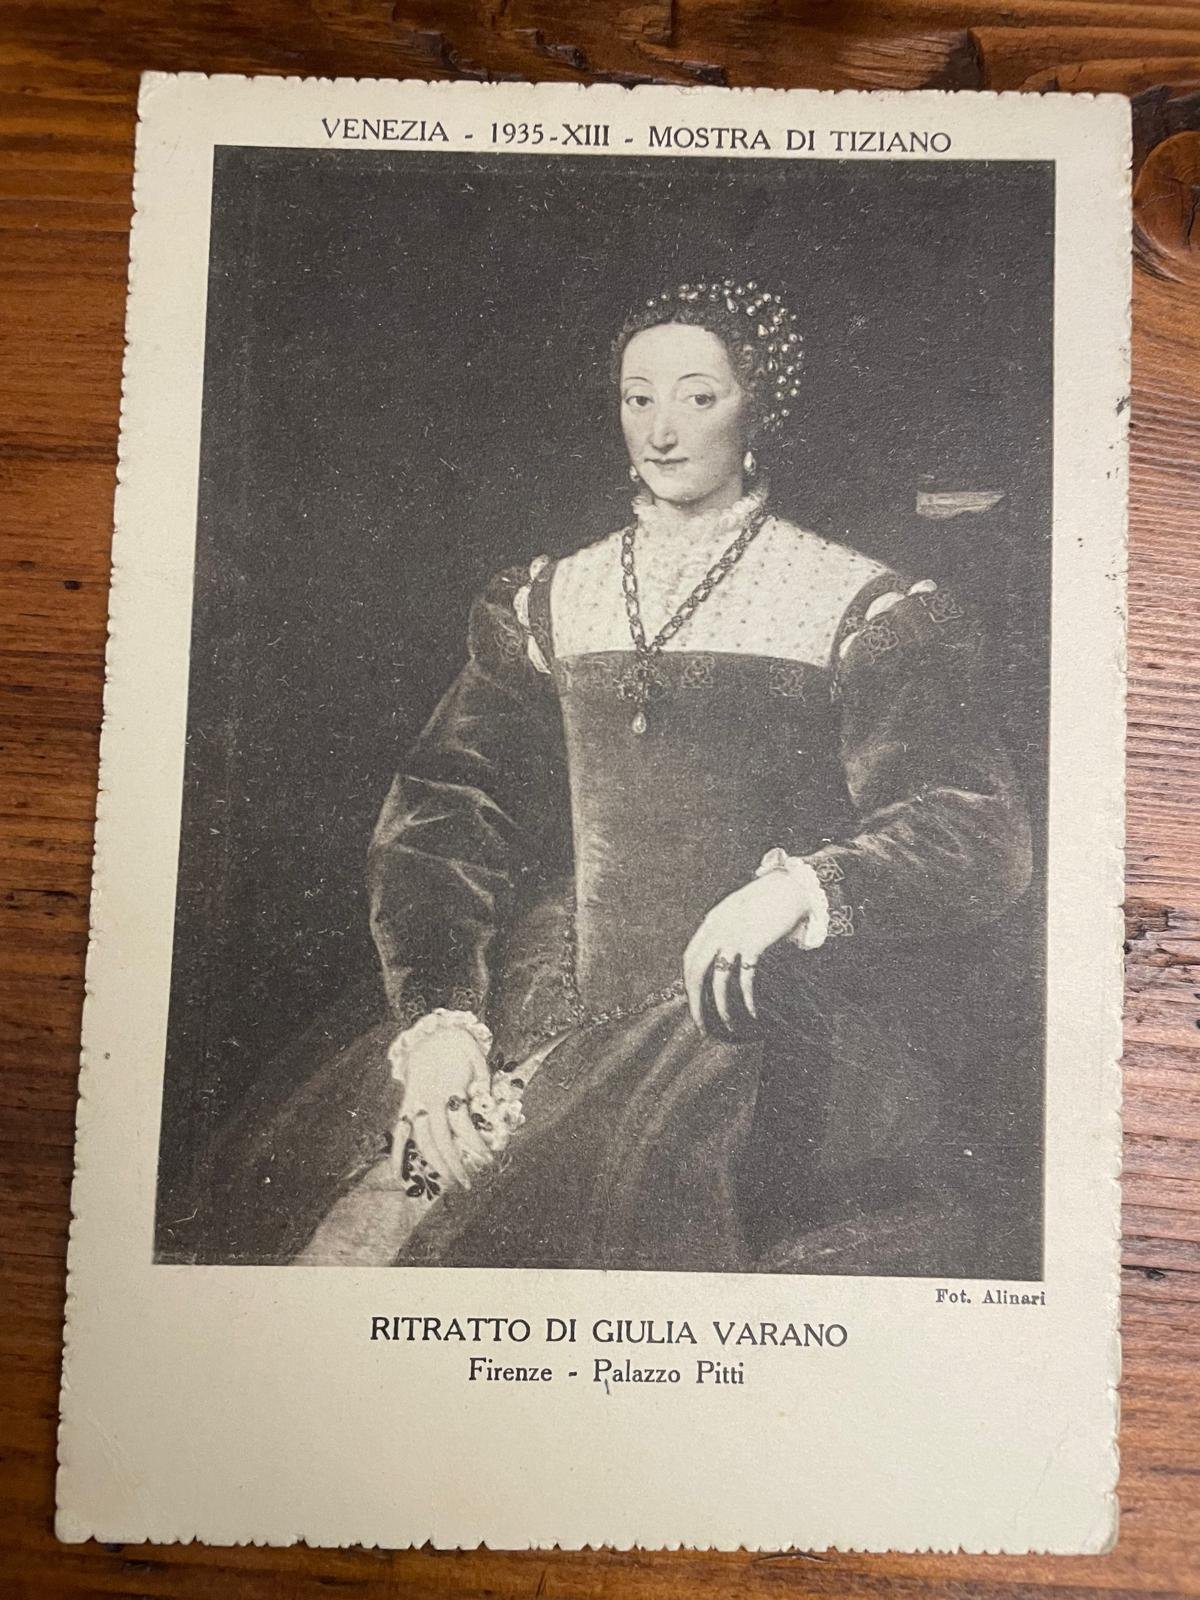 VENEZIA - 1935-XIII - MOSTRA DI TIZIANO
Fot. Alinari
RITRATTO DI GIULIA VARANO
Firenze - Palazzo Pitti